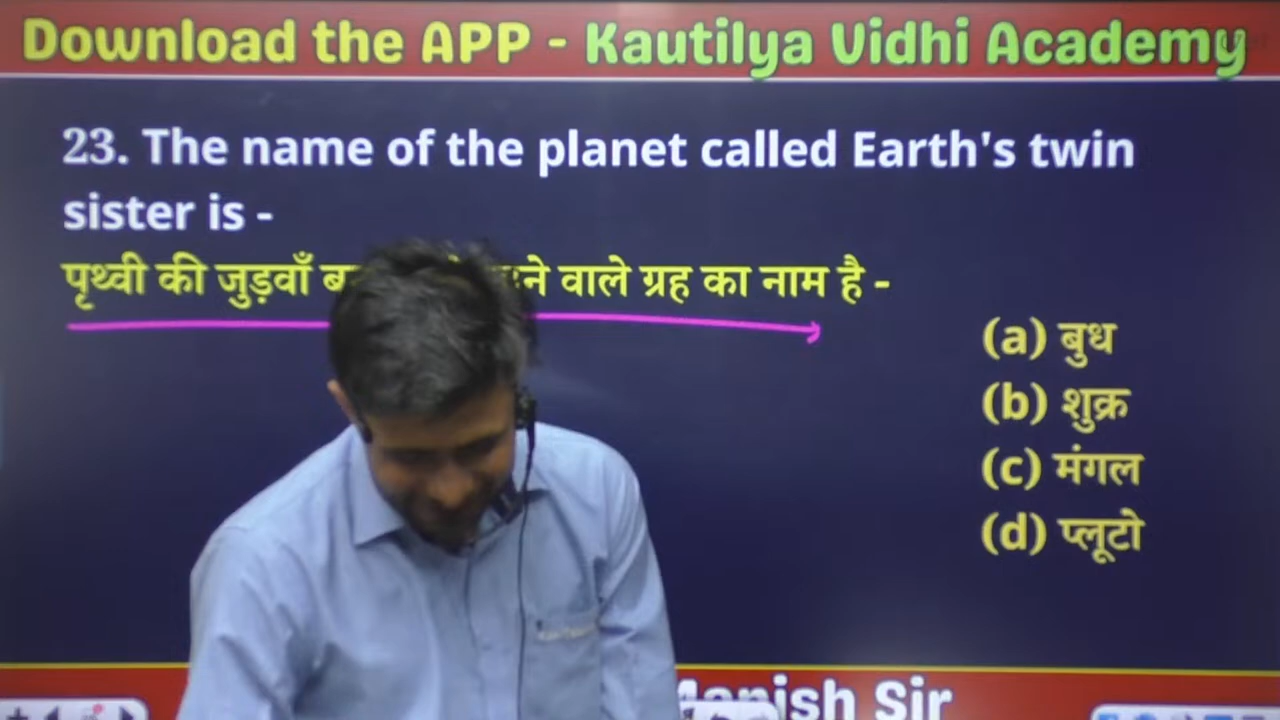 Download the APP - Kautilya Vidhi Academy
23. The name of the planet called Earth's twin
sister is -
पृथ्वी की जुड़वाँ वाले ग्रह का नाम है -
(a) बुध
(b) शुक्र
(c) मंगल
(d) प्लूटो
Manish Sir